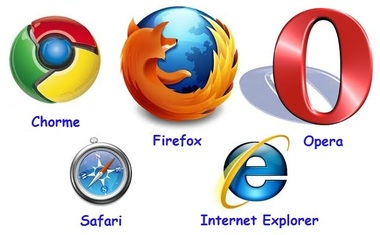 Chorme
Firefox
Opera
Safari
Internet Explorer